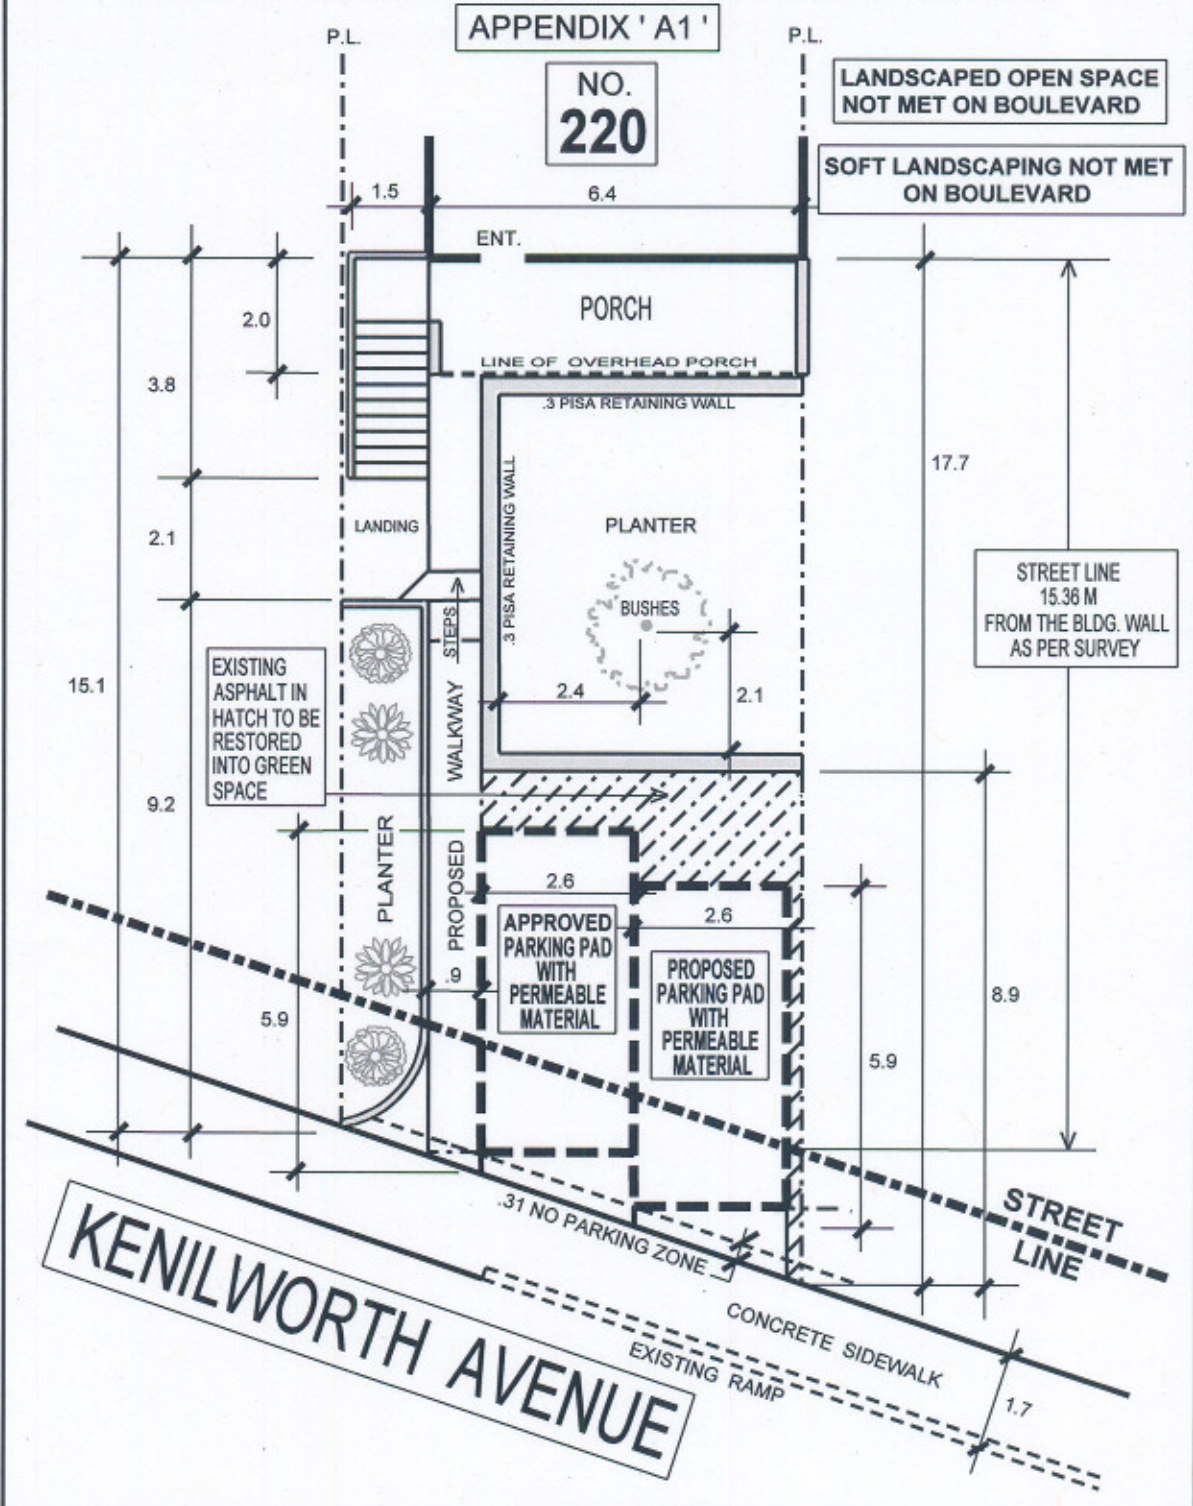 APPENDIX ' A1 '
P.L.
P.L.
NO.
220
LANDSCAPED OPEN SPACE
NOT MET ON BOULEVARD
SOFT LANDSCAPING NOT MET
ON BOULEVARD
1.5
6.4
ENT.
PORCH
2.0
LINE OF OVERHEAD PORCH
.3 PISA RETAINING WALL
3.8
17.7
.3 PISA RETAINING WALL
LANDING
PLANTER
2.1
STREET LINE
15.36 M
FROM THE BLDG. WALL
AS PER SURVEY
BUSHES
STEPS
EXISTING
ASPHALT IN
HATCH TO BE
RESTORED
INTO GREEN
SPACE
15.1
2.4
2.1
PROPOSED WALKWAY
9.2
PLANTER
2.6
2.6
APPROVED
PARKING PAD
WITH
PERMEABLE
MATERIAL
PROPOSED
PARKING PAD
WITH
PERMEABLE
MATERIAL
.9
8.9
5.9
5.9
STREET
LINE
.31 NO PARKING ZONE
KENILWORTH AVENUE
CONCRETE SIDEWALK
EXISTING RAMP
1.7